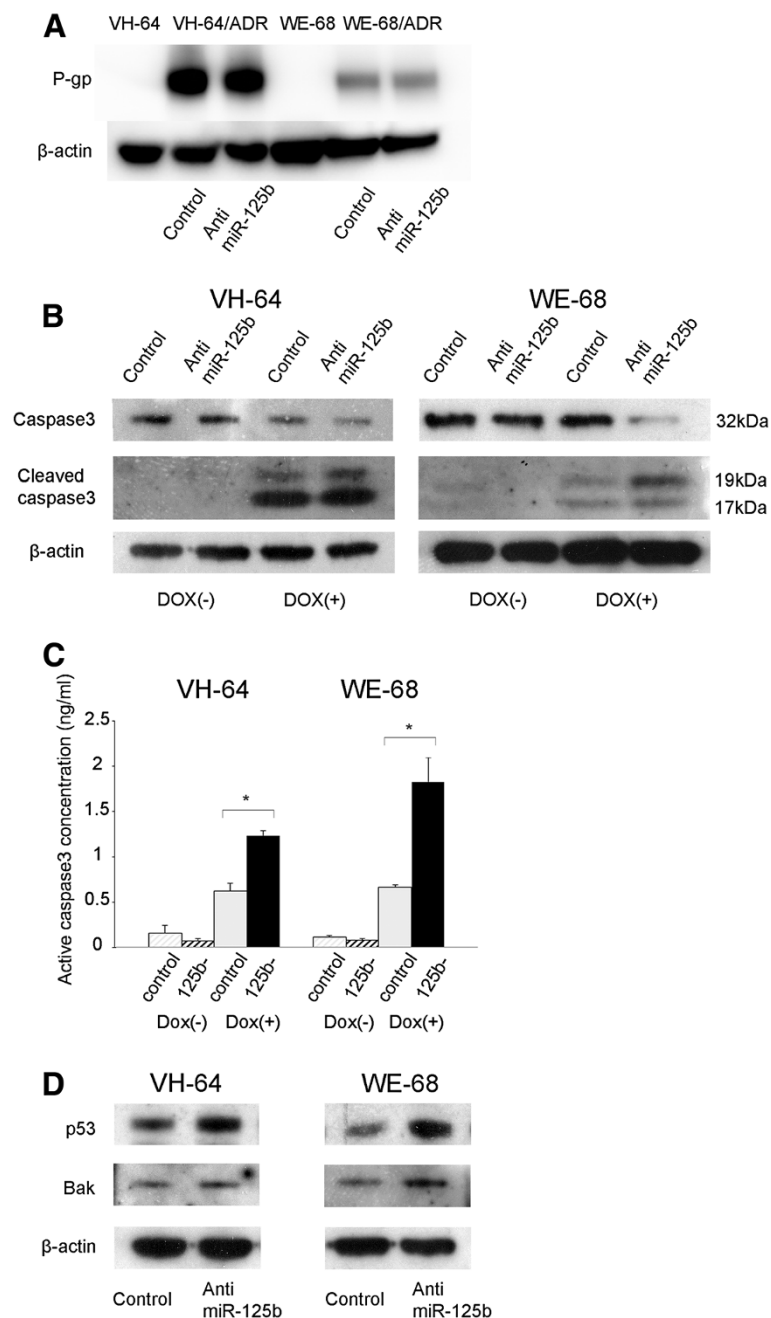 A
VH-64 VH-64/ADR WE-68 WE-68/ADR
P-gp
β-actin
Control
Anti
miR-125b
Control
Anti
miR-125b
B
VH-64 WE-68
Control
Anti
miR-125b
Control
Anti
miR-125b
Control
Anti
miR-125b
Control
Anti
miR-125b
Caspase3 32kDa
Cleaved
caspase3
19kDa
17kDa
β-actin
DOX(-) DOX(+) DOX(-) DOX(+)
C
VH-64 WE-68
Active caspase3 concentration (ng/ml)
2.5
2
1.5
1
0.5
0
*
*
control 125b- control 125b- control 125b- control 125b-
Dox(-) Dox(+) Dox(-) Dox(+)
D
VH-64 WE-68
p53
Bak
β-actin
Control
Anti
miR-125b
Control
Anti
miR-125b